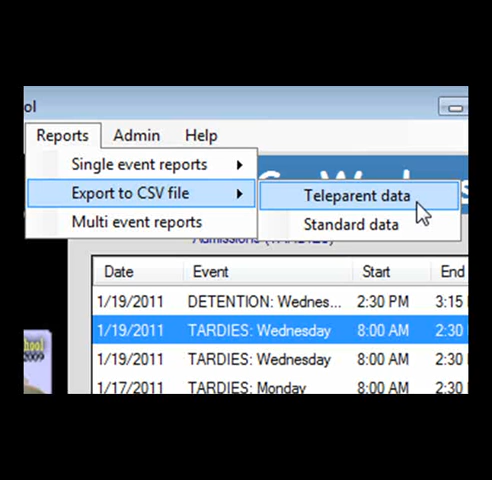 ol
Reports Admin Help
Single event reports
Export to CSV file
Multi event reports
Teleparent data
Standard data
Date Event Start End
1/19/2011 DETENTION: Wednes... 2:30 PM 3:15
1/19/2011 TARDIES: Wednesday 8:00 AM 2:30
1/19/2011 TARDIES: Wednesday 8:00 AM 2:30
1/17/2011 TARDIES: Monday 8:00 AM 2:30